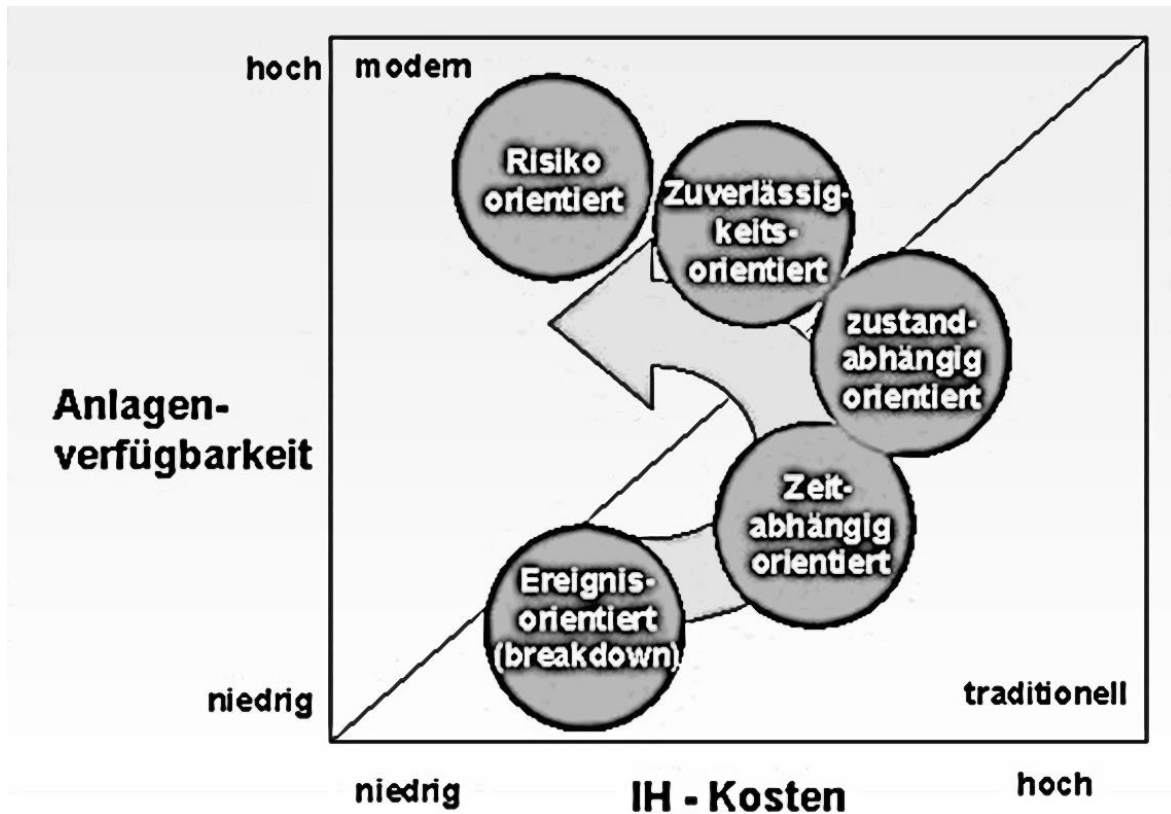 hoch
modern
Risiko
orientiert
Zuverlässig-
keits-
orientiert
zustand-
abhängig
orientiert
Anlagen-
verfügbarkeit
Zeit-
abhängig
orientiert
Ereignis-
orientiert
(breakdown)
niedrig
traditionell
niedrig
IH - Kosten
hoch